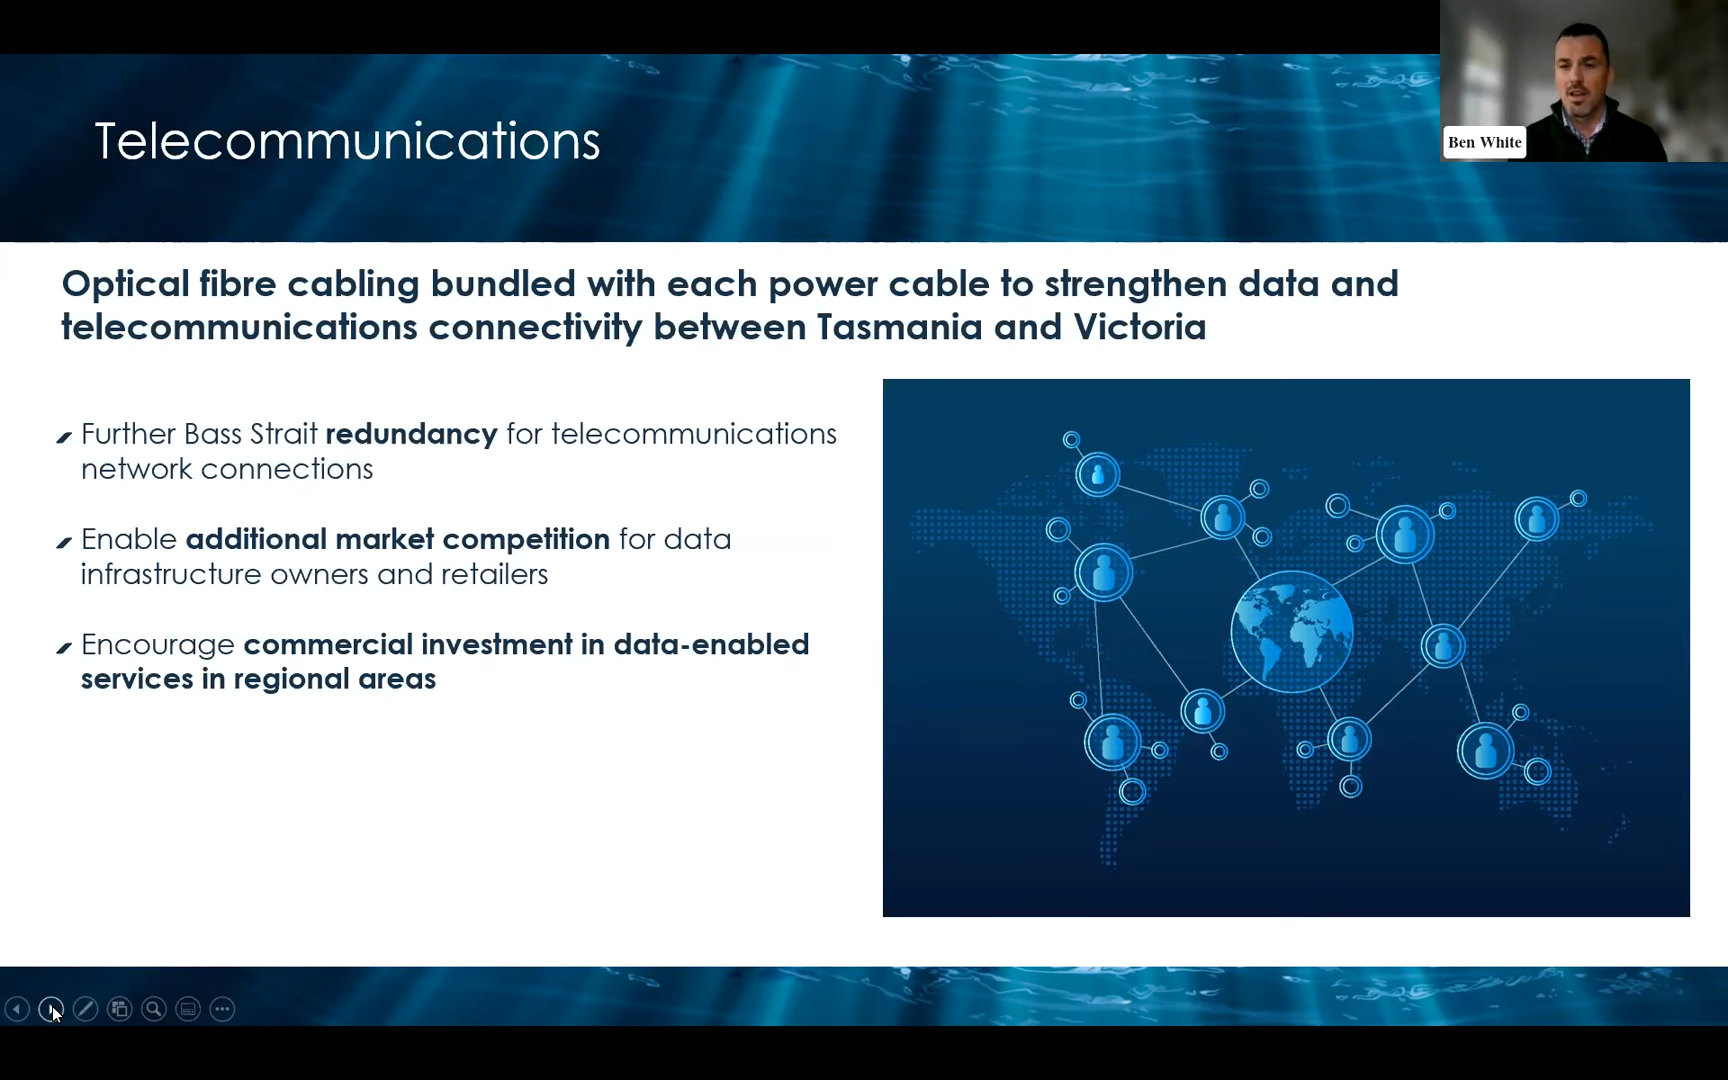 Telecommunications
Ben White
Optical fibre cabling bundled with each power cable to strengthen data and
telecommunications connectivity between Tasmania and Victoria
Further Bass Strait redundancy for telecommunications
network connections
Enable additional market competition for data
infrastructure owners and retailers
Encourage commercial investment in data-enabled
services in regional areas